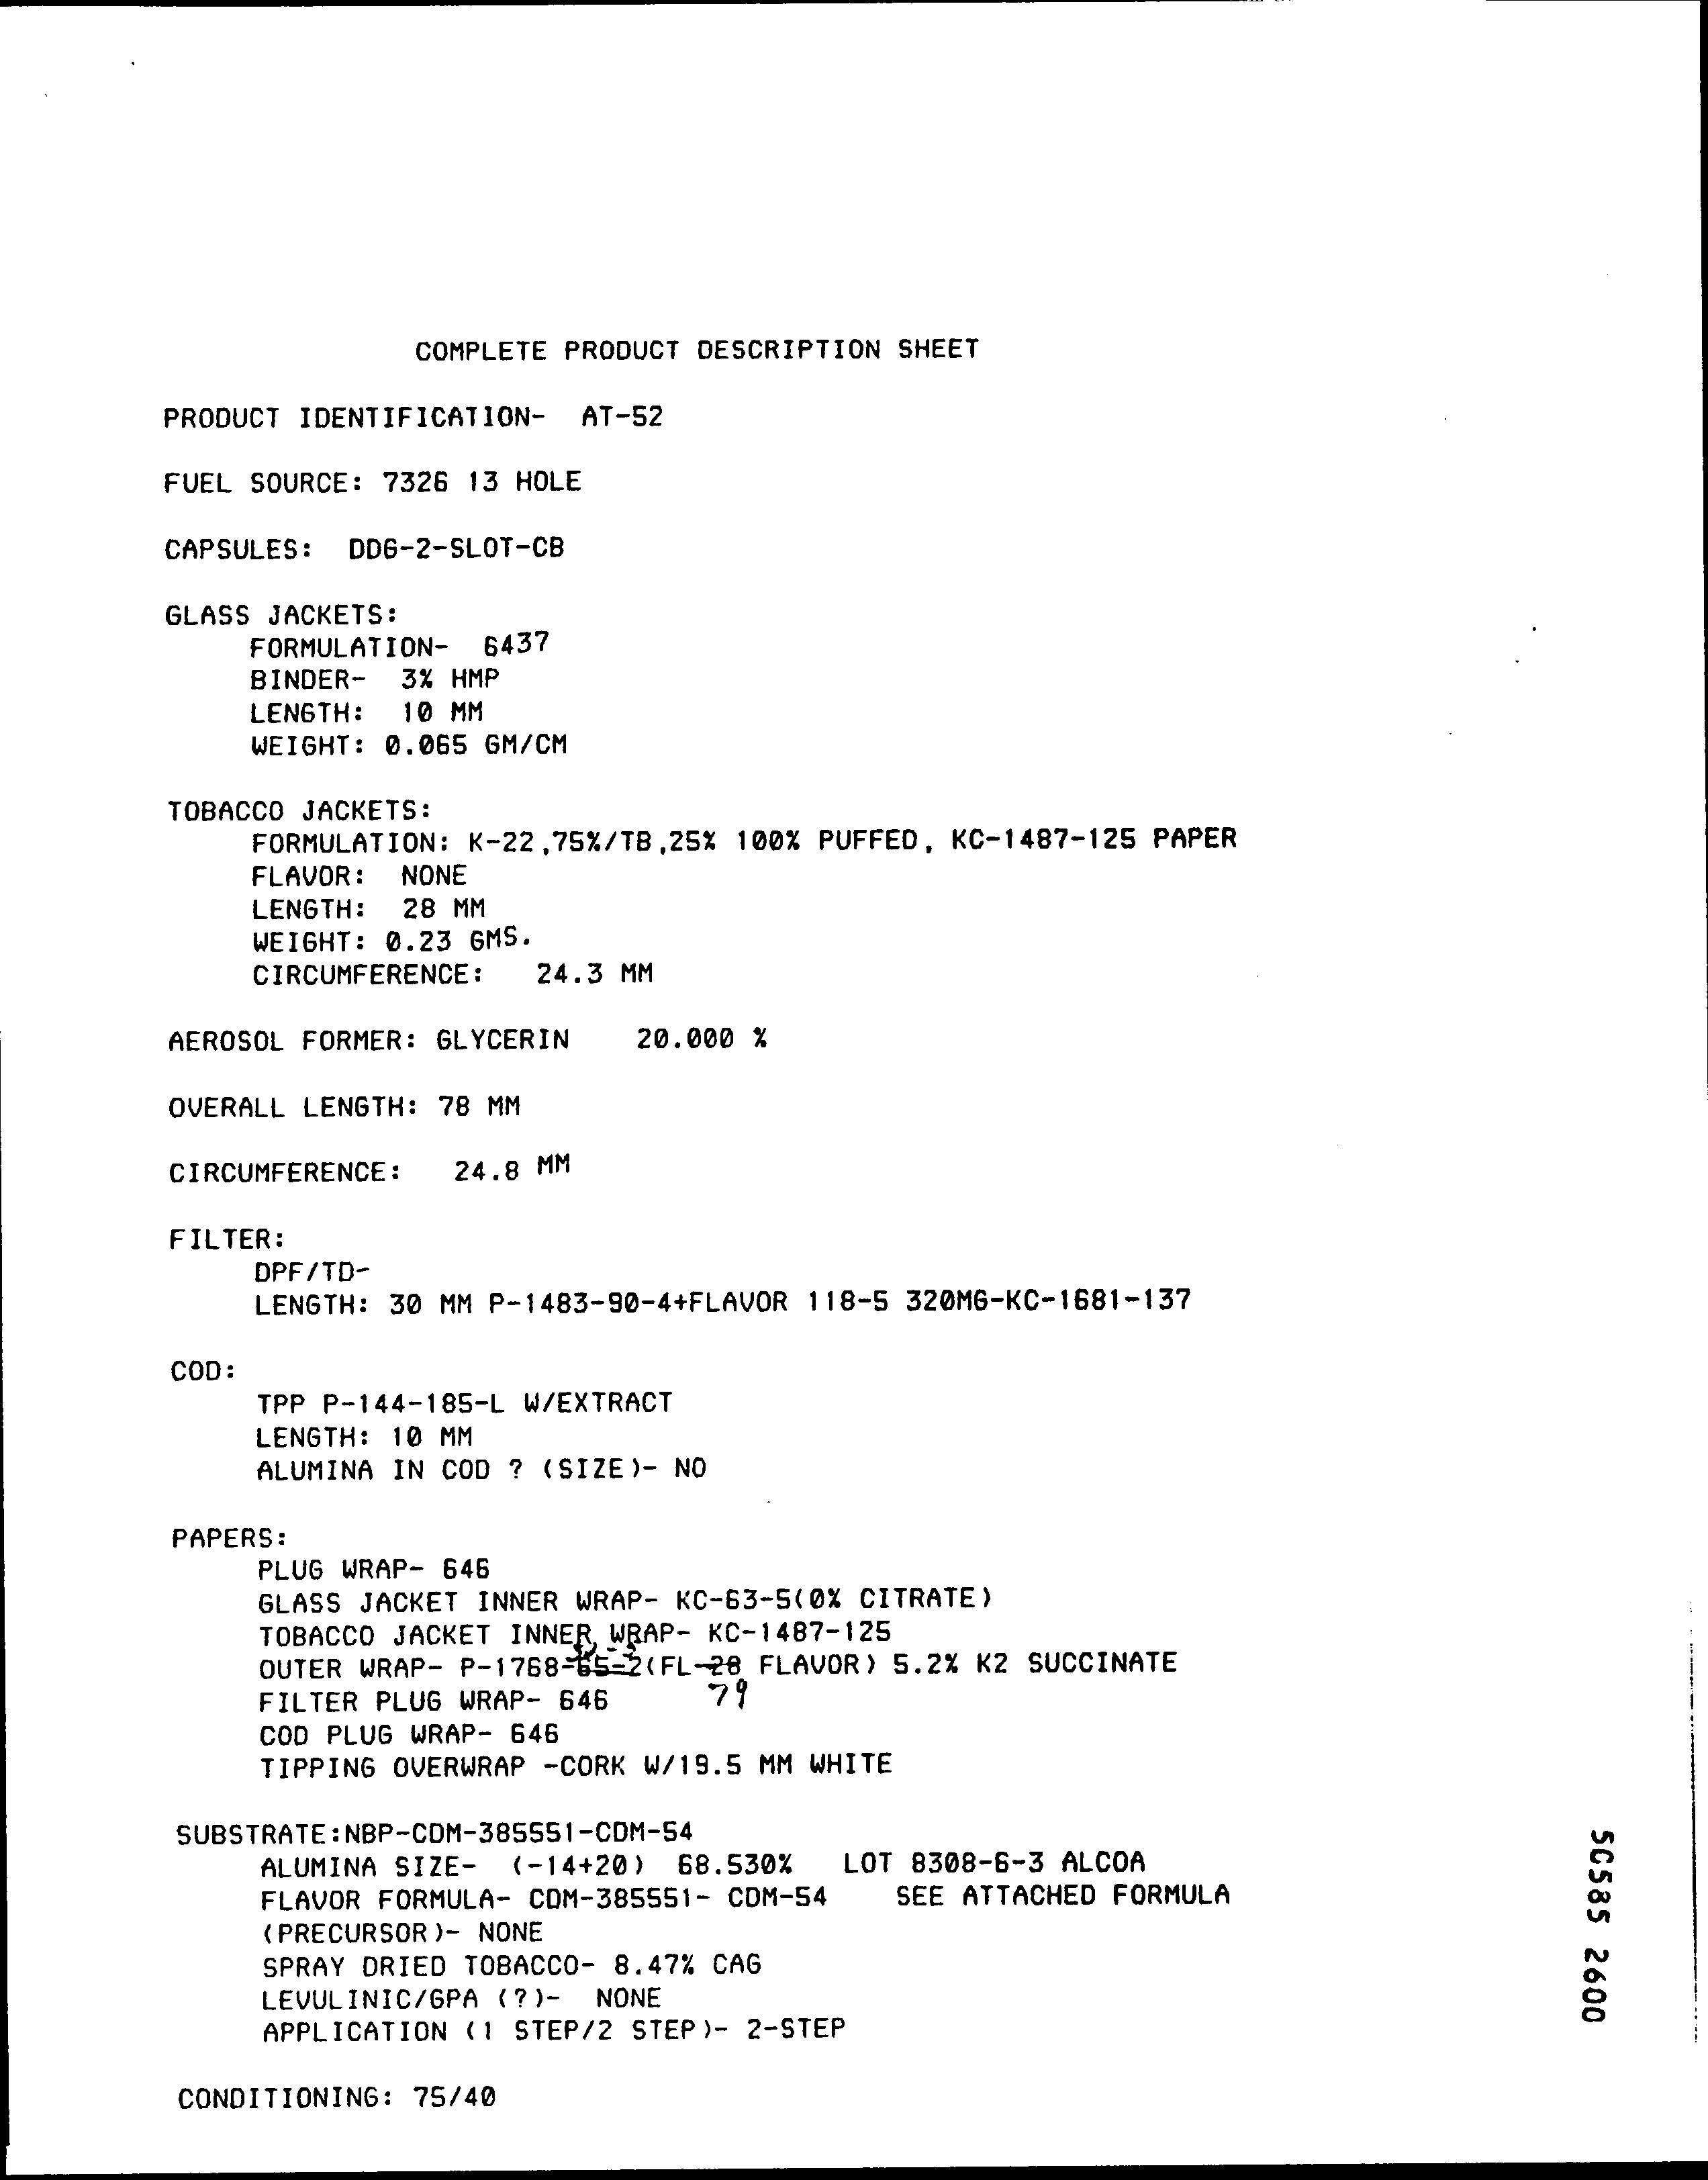 COMPLETE PRODUCT DESCRIPTION SHEET
PRODUCT IDENTIFICATION- AT-52
FUEL SOURCE: 7326 13 HOLE
CAPSULES: DD6-2-SLOT-CB
GLASS JACKETS:
FORMULATION- 6437
BINDER- 3% HMP
LENGTH: 10 MM
WEIGHT: 0.065 GM/CM
TOBACCO JACKETS:
FORMULATION: K-22,75%/TB,25% 100% PUFFED, KC-1487-125 PAPER
FLAVOR: NONE
LENGTH: 28 MM
WEIGHT: 0.23 GMS.
CIRCUMFERENCE: 24.3 MM
AEROSOL FORMER: GLYCERIN 20.000 %
OVERALL LENGTH: 78 MM
CIRCUMFERENCE: 24.8 MM
FILTER:
DPF/TD-
LENGTH: 30 MM P-1483-90-4+FLAVOR 118-5 320MG-KC-1681-137
COD:
TPP P-144-185-L W/EXTRACT
LENGTH: 10 MM
ALUMINA IN COD ? (SIZE)- NO
PAPERS:
PLUG WRAP- 646
GLASS JACKET INNER WRAP- KC-63-5(0% CITRATE)
TOBACCO JACKET INNER WRAP- KC-1487-125
OUTER WRAP- P-1768-65-2(FL-28 FLAVOR) 5.2% K2 SUCCINATE
FILTER PLUG WRAP- 646 79
COD PLUG WRAP- 646
TIPPING OVERWRAP -CORK W/19.5 MM WHITE
SUBSTRATE:NBP-CDM-385551-CDM-54
ALUMINA SIZE- (-14+20) 68.530% LOT 8308-6-3 ALCOA
FLAVOR FORMULA- CDM-385551- CDM-54 SEE ATTACHED FORMULA
(PRECURSOR)- NONE
SPRAY DRIED TOBACCO- 8.47% CAG
LEVULINIC/GPA (?)- NONE
APPLICATION (1 STEP/2 STEP)- 2-STEP
CONDITIONING: 75/40
50585 2600